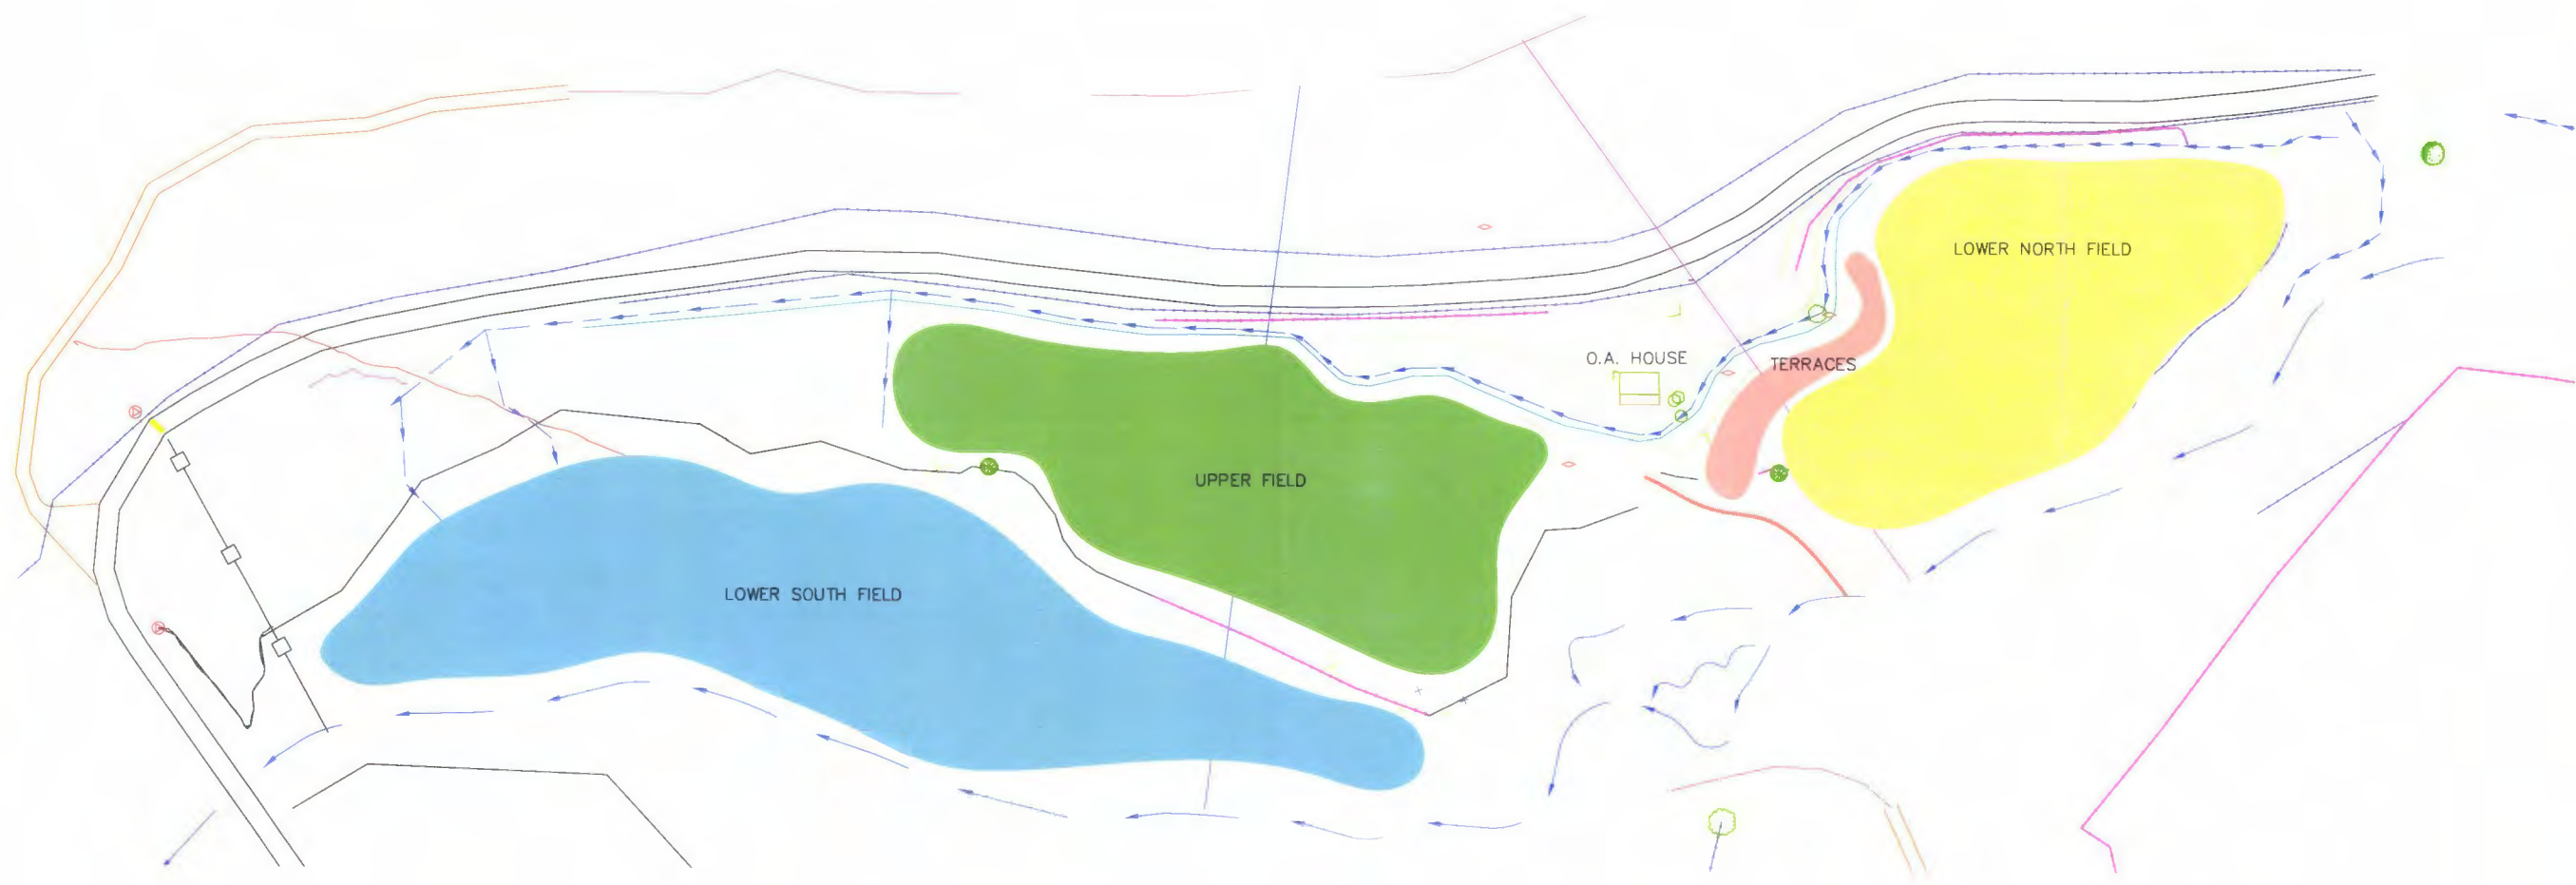 LOWER NORTH FIELD
O.A. HOUSE
TERRACES
UPPER FIELD
LOWER SOUTH FIELD